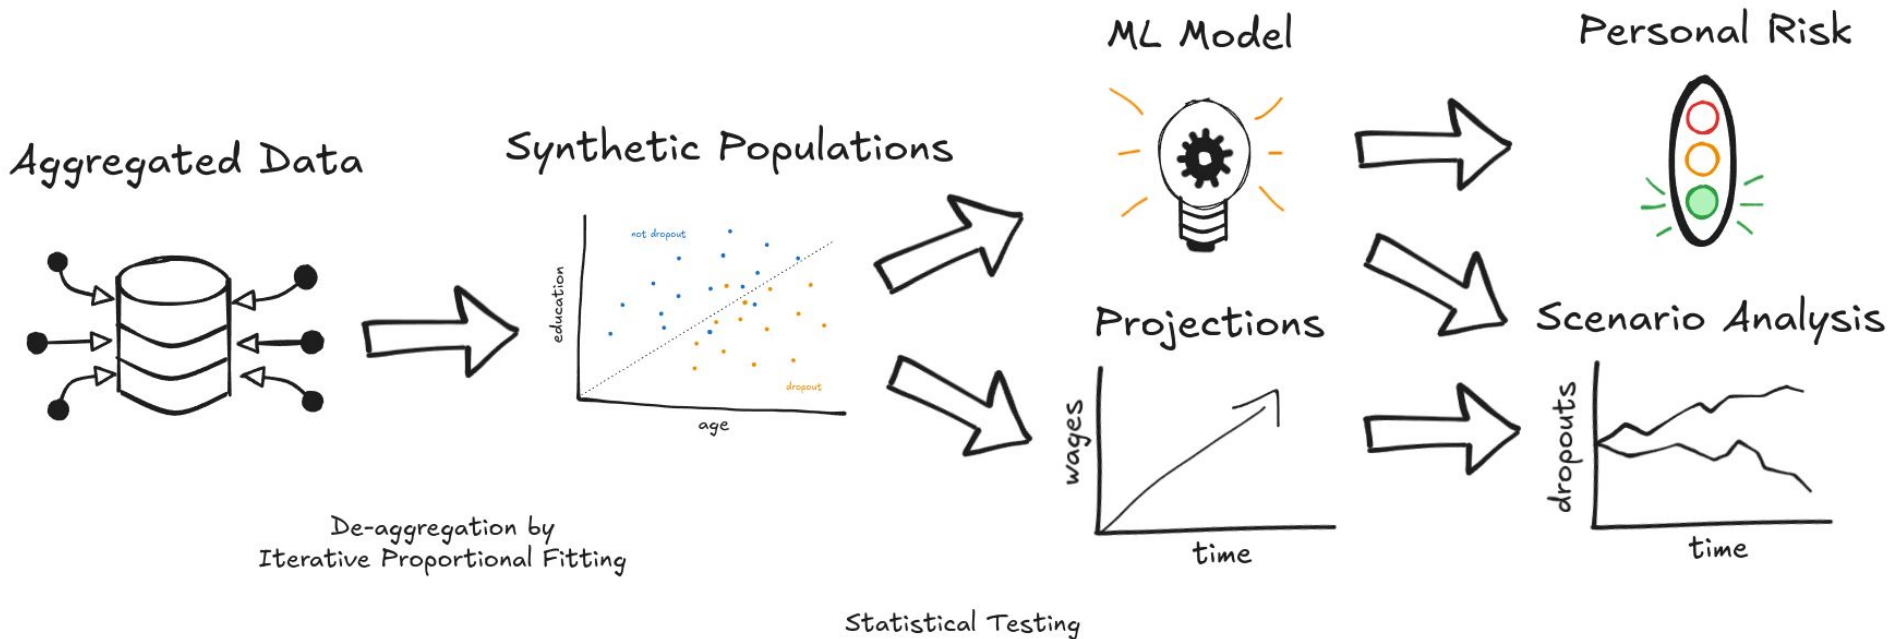 Aggregated Data
Synthetic Populations
not dropout
dropout
education
age
ML Model
Projections
wages
time
Personal Risk
Scenario Analysis
dropouts
time
De-aggregation by
Iterative Proportional Fitting
Statistical Testing